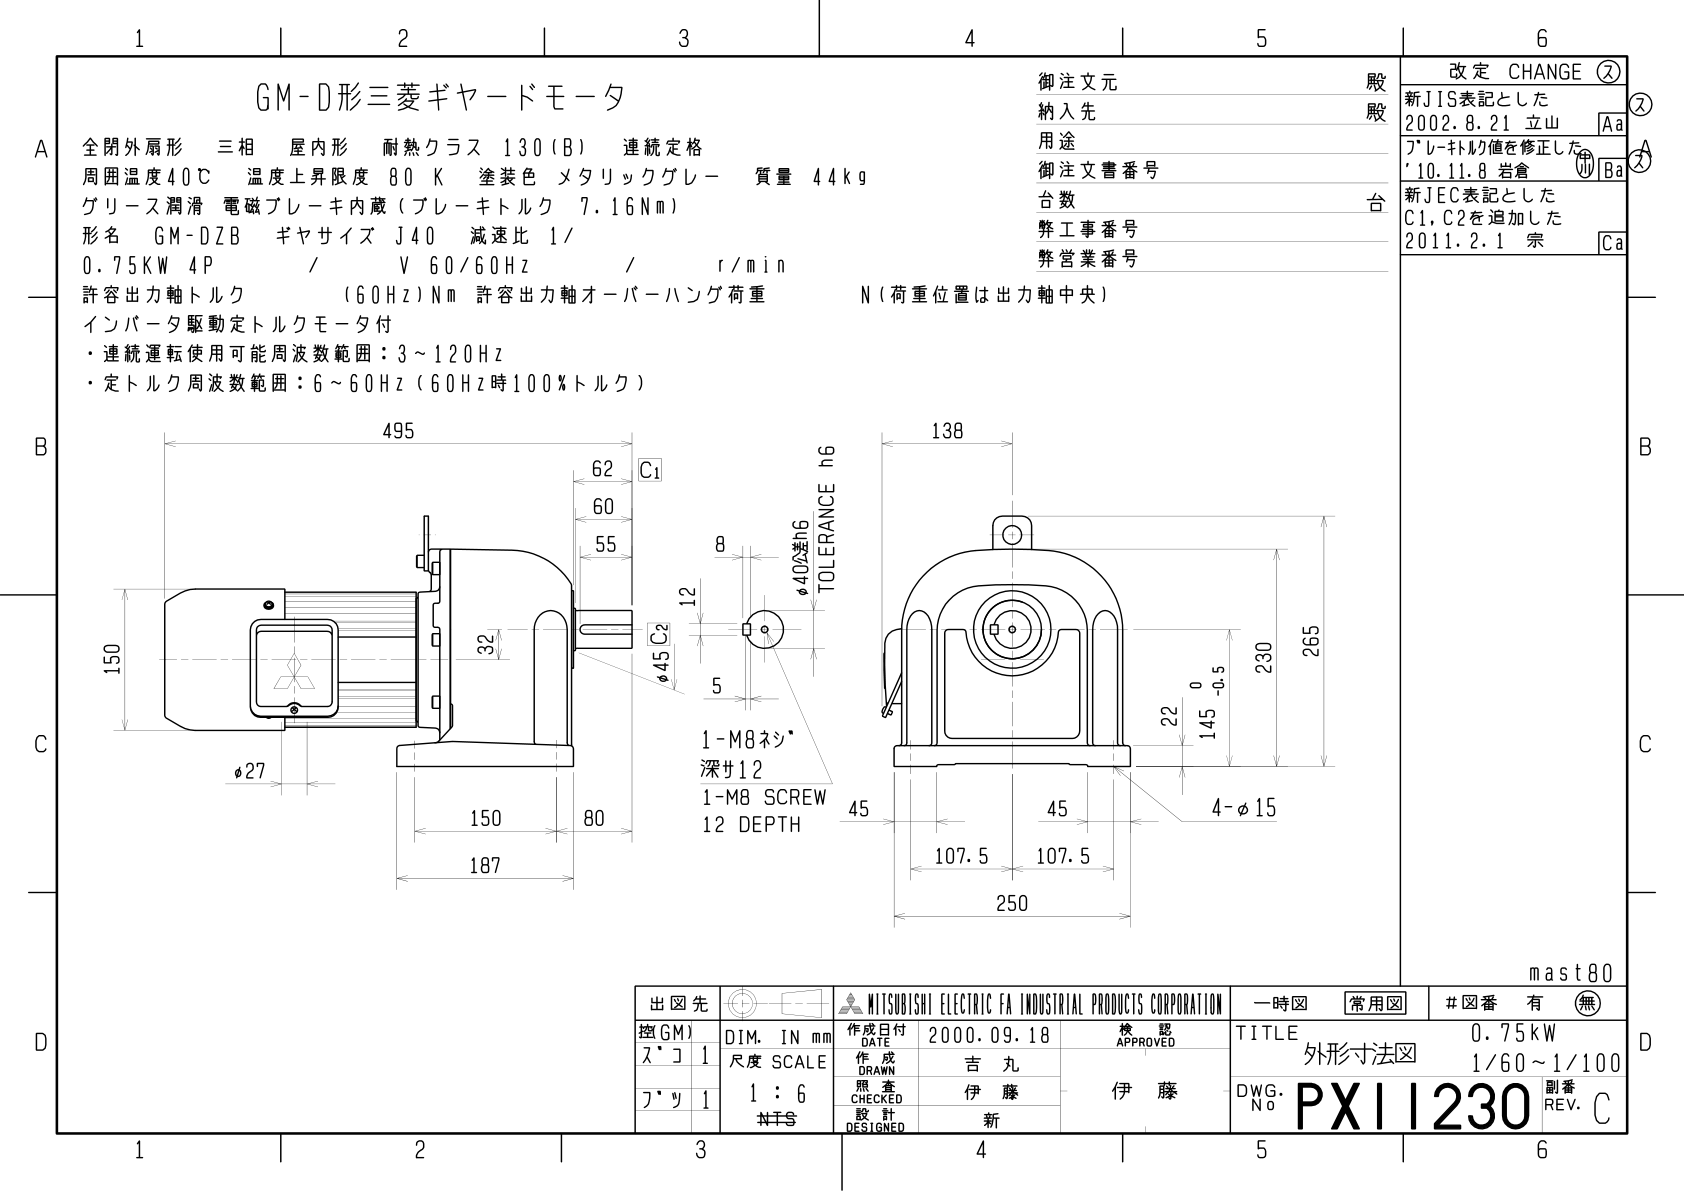 1 2 3 4 5 6
GM-D形三菱ギヤードモータ
全閉外扇形 三相 屋内形 耐熱クラス 130(B) 連続定格
周囲温度40℃ 温度上昇限度 80 K 塗装色 メタリックグレー 質量 44kg
グリース潤滑 電磁ブレーキ内蔵(ブレーキトルク 7.16Nm)
形名 GM-DZB ギヤサイズ J40 減速比 1/
0.75KW 4P / V 60/60Hz / r/min
許容出力軸トルク (60Hz)Nm 許容出力軸オーバーハング荷重 N(荷重位置は出力軸中央)
インバータ駆動定トルクモータ付
・連続運転使用可能周波数範囲:3~120Hz
・定トルク周波数範囲:6~60Hz(60Hz時100%トルク)
御注文元 殿
納入先 殿
用途
御注文書番号
台数 台
弊工事番号
弊営業番号
改定 CHANGE ス
新JIS表記とした ス
2002.8.21 立山 Aa
ブレーキトルク値を修正した
'10.11.8 岩倉 Ba ス
新JEC表記とした
C1,C2を追加した
2011.2.1 宗 Ca
A
A
B
B
C
C
D
D
495
62 C1
60
55
150
32
C2
φ45
φ27
150
80
187
8
12
5
φ40公差h6
TOLERANCE h6
1-M8ネジ
深サ12
1-M8 SCREW
12 DEPTH
138
265
230
0
145 -0.5
22
45
45
4-φ15
107.5
107.5
250
mast80
出図先
控(GM)
スコ 1
ブツ 1
DIM. IN mm
尺度 SCALE
1 : 6
NTS
MITSUBISHI ELECTRIC FA INDUSTRIAL PRODUCTS CORPORATION
作成日付 DATE 2000.09.18
検認 APPROVED
作成 DRAWN 吉丸
照査 CHECKED 伊藤
伊藤
設計 DESIGNED 新
一時図 常用図 #図番 有 無
TITLE 外形寸法図
0.75kW
1/60~1/100
DWG. No PX11230
副番 REV. C
1 2 3 4 5 6